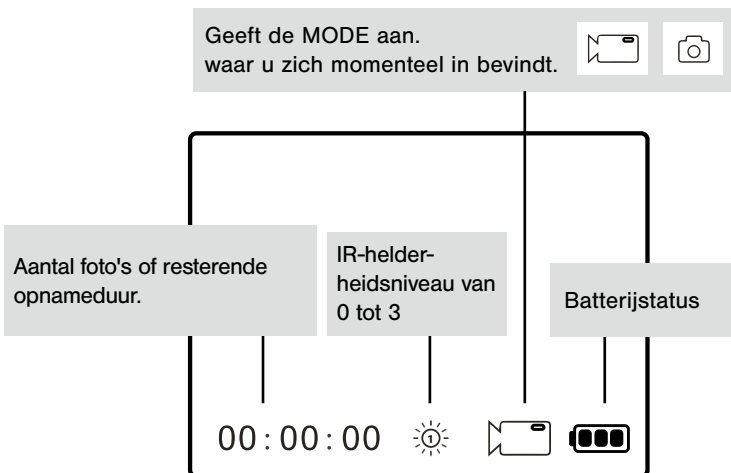 Geeft de MODE aan.
waar u zich momenteel in bevindt.
Aantal foto's of resterende
opnameduur.
IR-helder-
heidsniveau van
0 tot 3
Batterijstatus
00:00:00
1